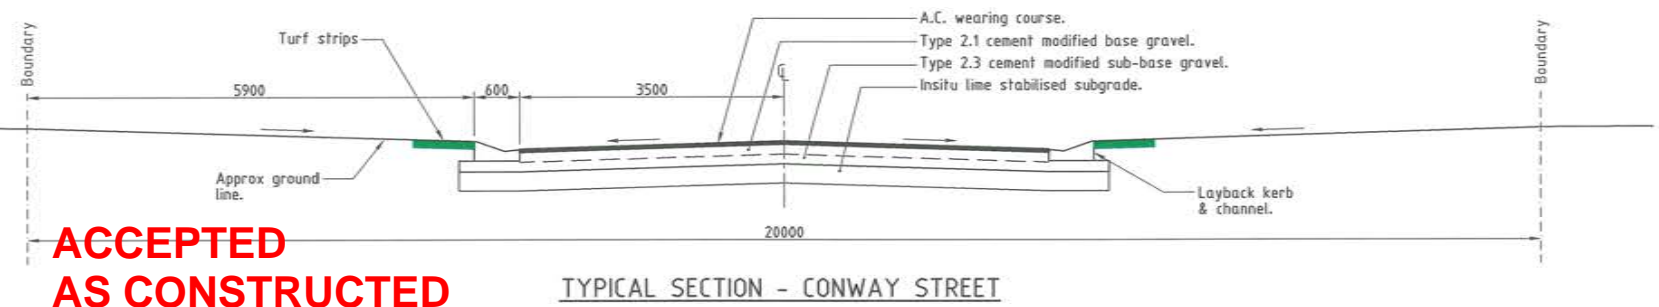 A.C. wearing course.
Turf strips
Type 2.1 cement modified base gravel.
Type 2.3 cement modified sub-base gravel.
Insitu lime stabilised subgrade.
Boundary
Boundary
5900
600
3500
℄
Approx ground
line.
Layback kerb
& channel.
20000
ACCEPTED
AS CONSTRUCTED
TYPICAL SECTION - CONWAY STREET